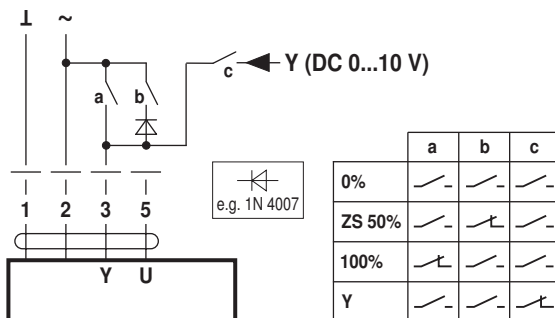 ⊥ ~
c
Y (DC 0...10 V)
a b
e.g. 1N 4007
1 2 3 5
Y U
a b c
0%
ZS 50%
100%
Y